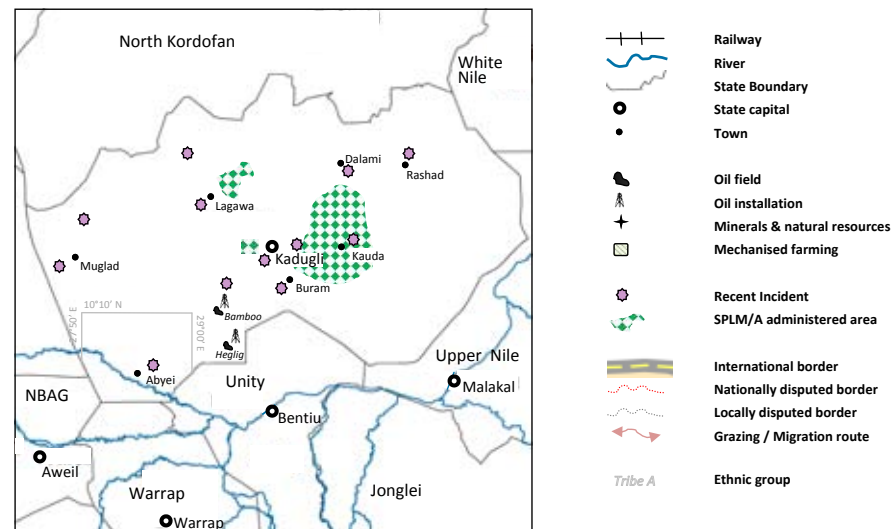 North Kordofan
White
Nile
Dalami
Rashad
Lagawa
Kadugli
Kauda
Muglad
Buram
10°10' N
27°50' E
29°00' E
Bamboo
Heglig
Abyei
Unity
Upper Nile
Malakal
NBAG
Bentiu
Aweil
Warrap
Jonglei
Warrap
Railway
River
State Boundary
State capital
Town
Oil field
Oil installation
Minerals & natural resources
Mechanised farming
Recent Incident
SPLM/A administered area
International border
Nationally disputed border
Locally disputed border
Grazing / Migration route
Tribe A
Ethnic group